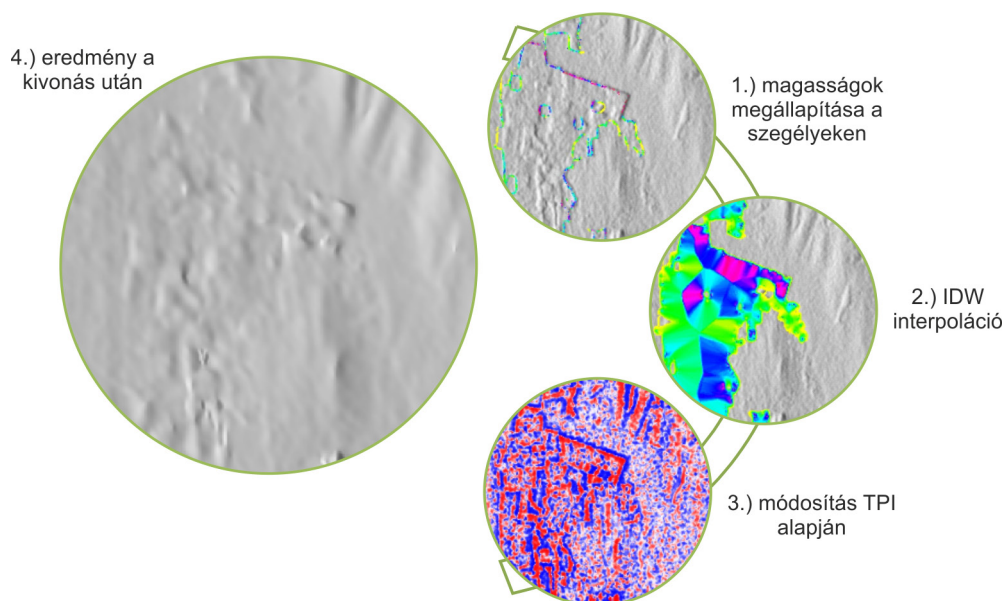 4.) eredmény a
kivonás után
1.) magasságok
megállapítása a
szegélyeken
2.) IDW
interpoláció
3.) módosítás TPI
alapján